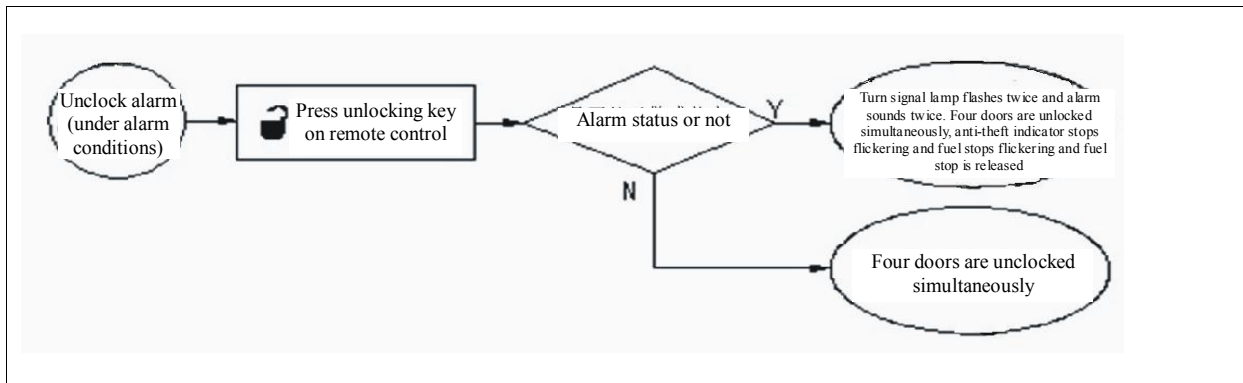 Unclock alarm
(under alarm
conditions)
Press unlocking key
on remote control
Alarm status or not
Y
N
Turn signal lamp flashes twice and alarm
sounds twice. Four doors are unlocked
simultaneously, anti-theft indicator stops
flickering and fuel stops flickering and fuel
stop is released
Four doors are unclocked
simultaneously